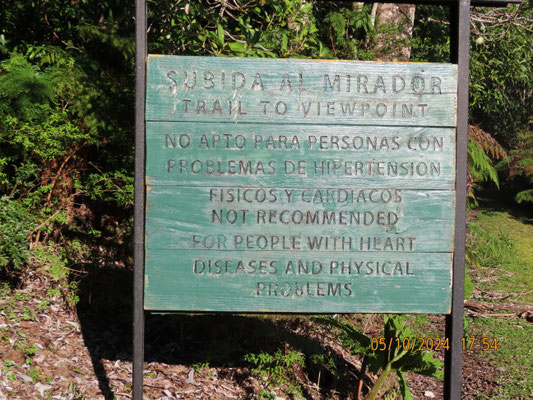 SUBIDA AL MIRADOR
TRAIL TO VIEWPOINT
NO APTO PARA PERSONAS CON
PROBLEMAS DE HIPERTENSIÓN
FISICOS Y CARDIACOS
NOT RECOMMENDED
FOR PEOPLE WITH HEART
DISEASES AND PHYSICAL
PROBLEMS
05/10/2024 17:54